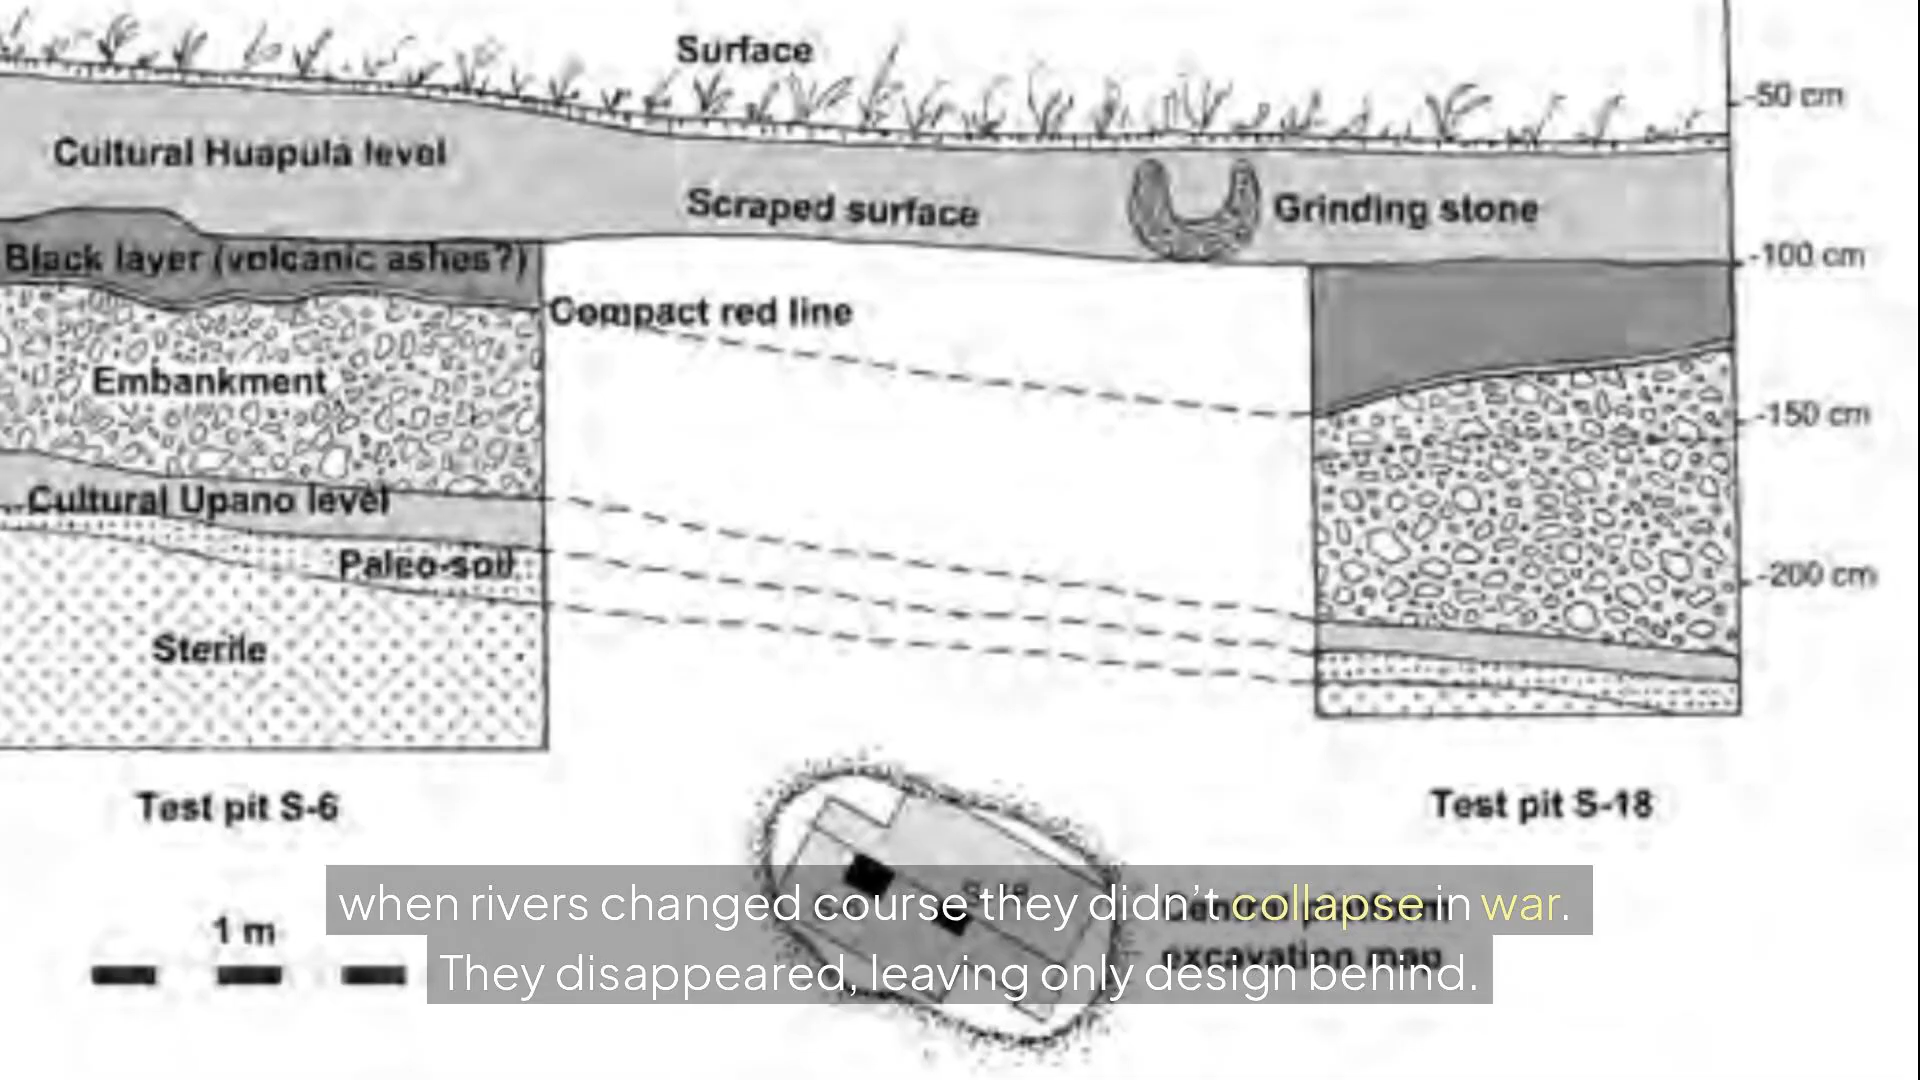 Surface
-50 cm
Cultural Huapula level
Scraped surface
Grinding stone
Black layer (volcanic ashes?)
-100 cm
Compact red line
Embankment
-150 cm
Cultural Upano level
Paleo-soil
-200 cm
Sterile
Test pit S-6
Test pit S-18
1 m
excavation map
when rivers changed course they didn't collapse in war.
They disappeared, leaving only design behind.